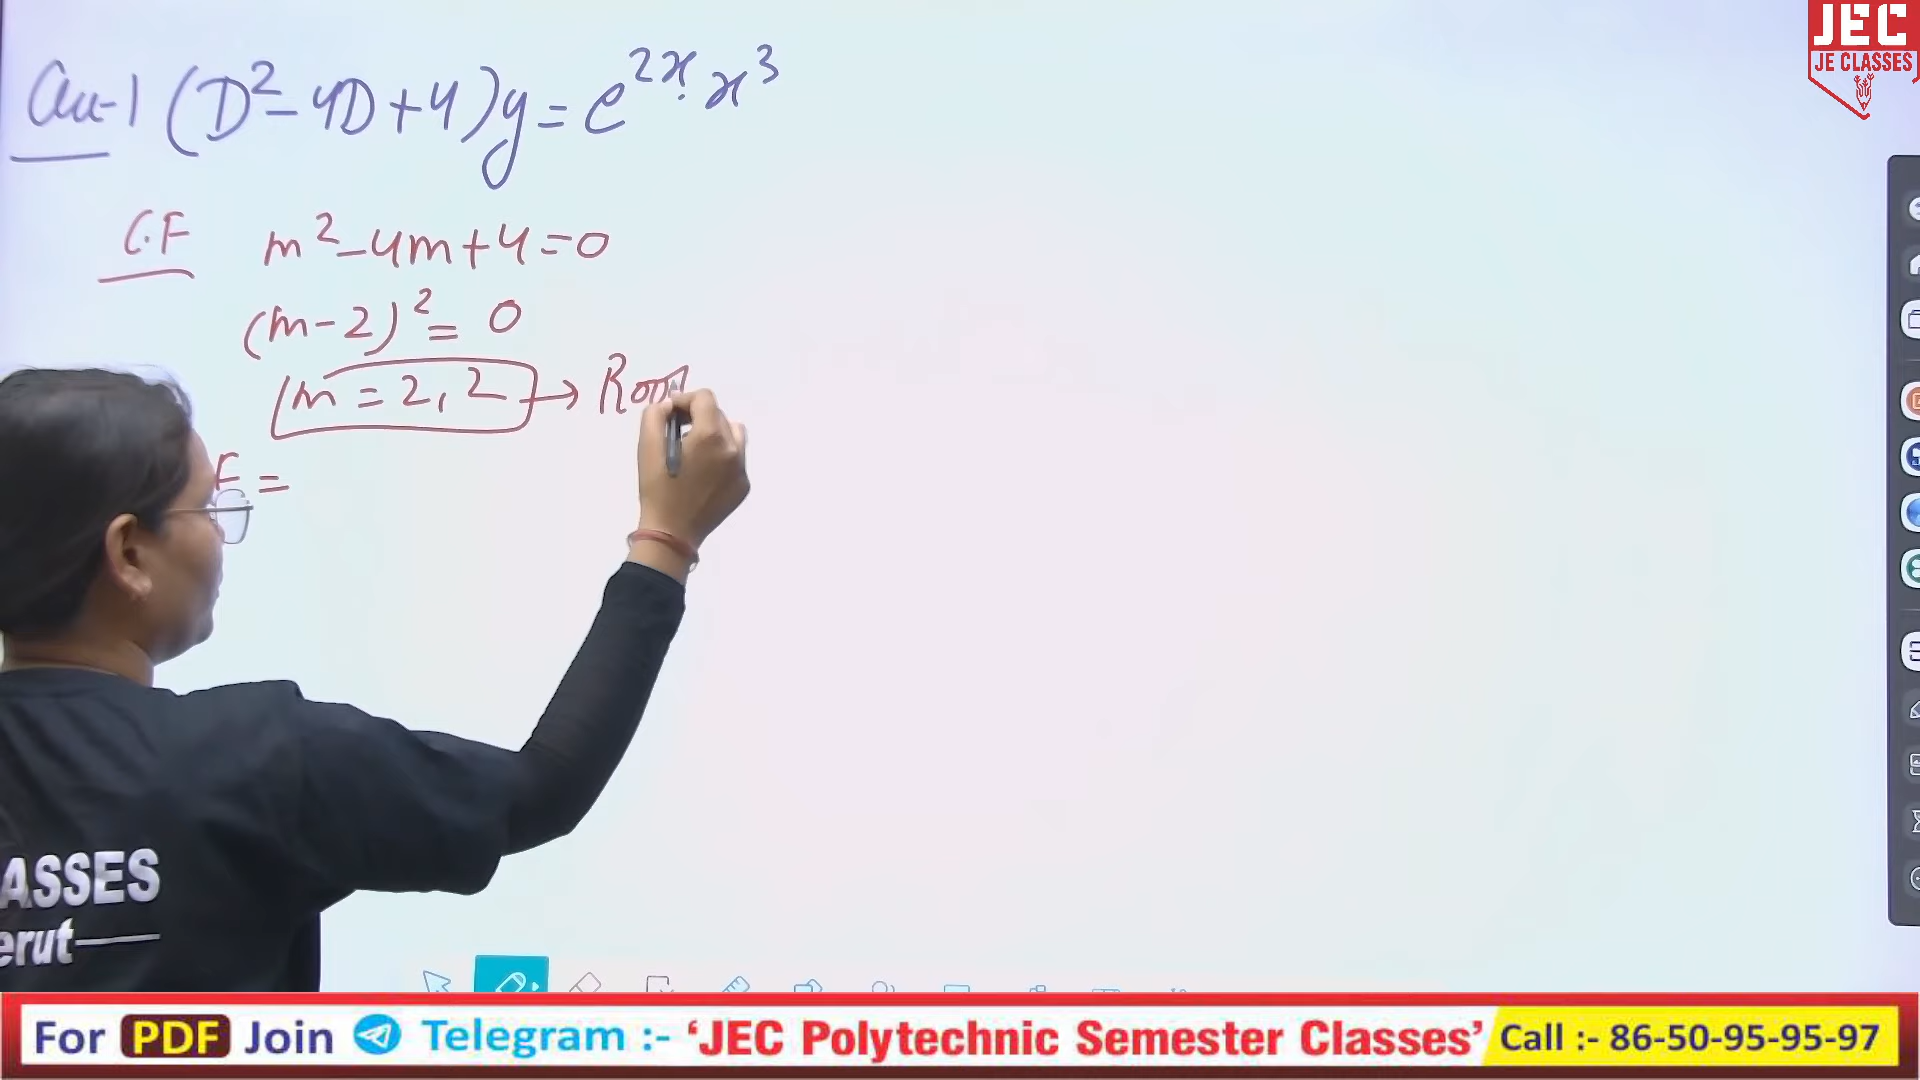 Qu-1 (D²-4D+4)y = e^{2x}. x³
C.F m²-4m+4=0
(m-2)² = 0
m = 2, 2 → Root
F =
JEC
JE CLASSES
ASSES
erut
For PDF Join Telegram :- 'JEC Polytechnic Semester Classes' Call :- 86-50-95-95-97